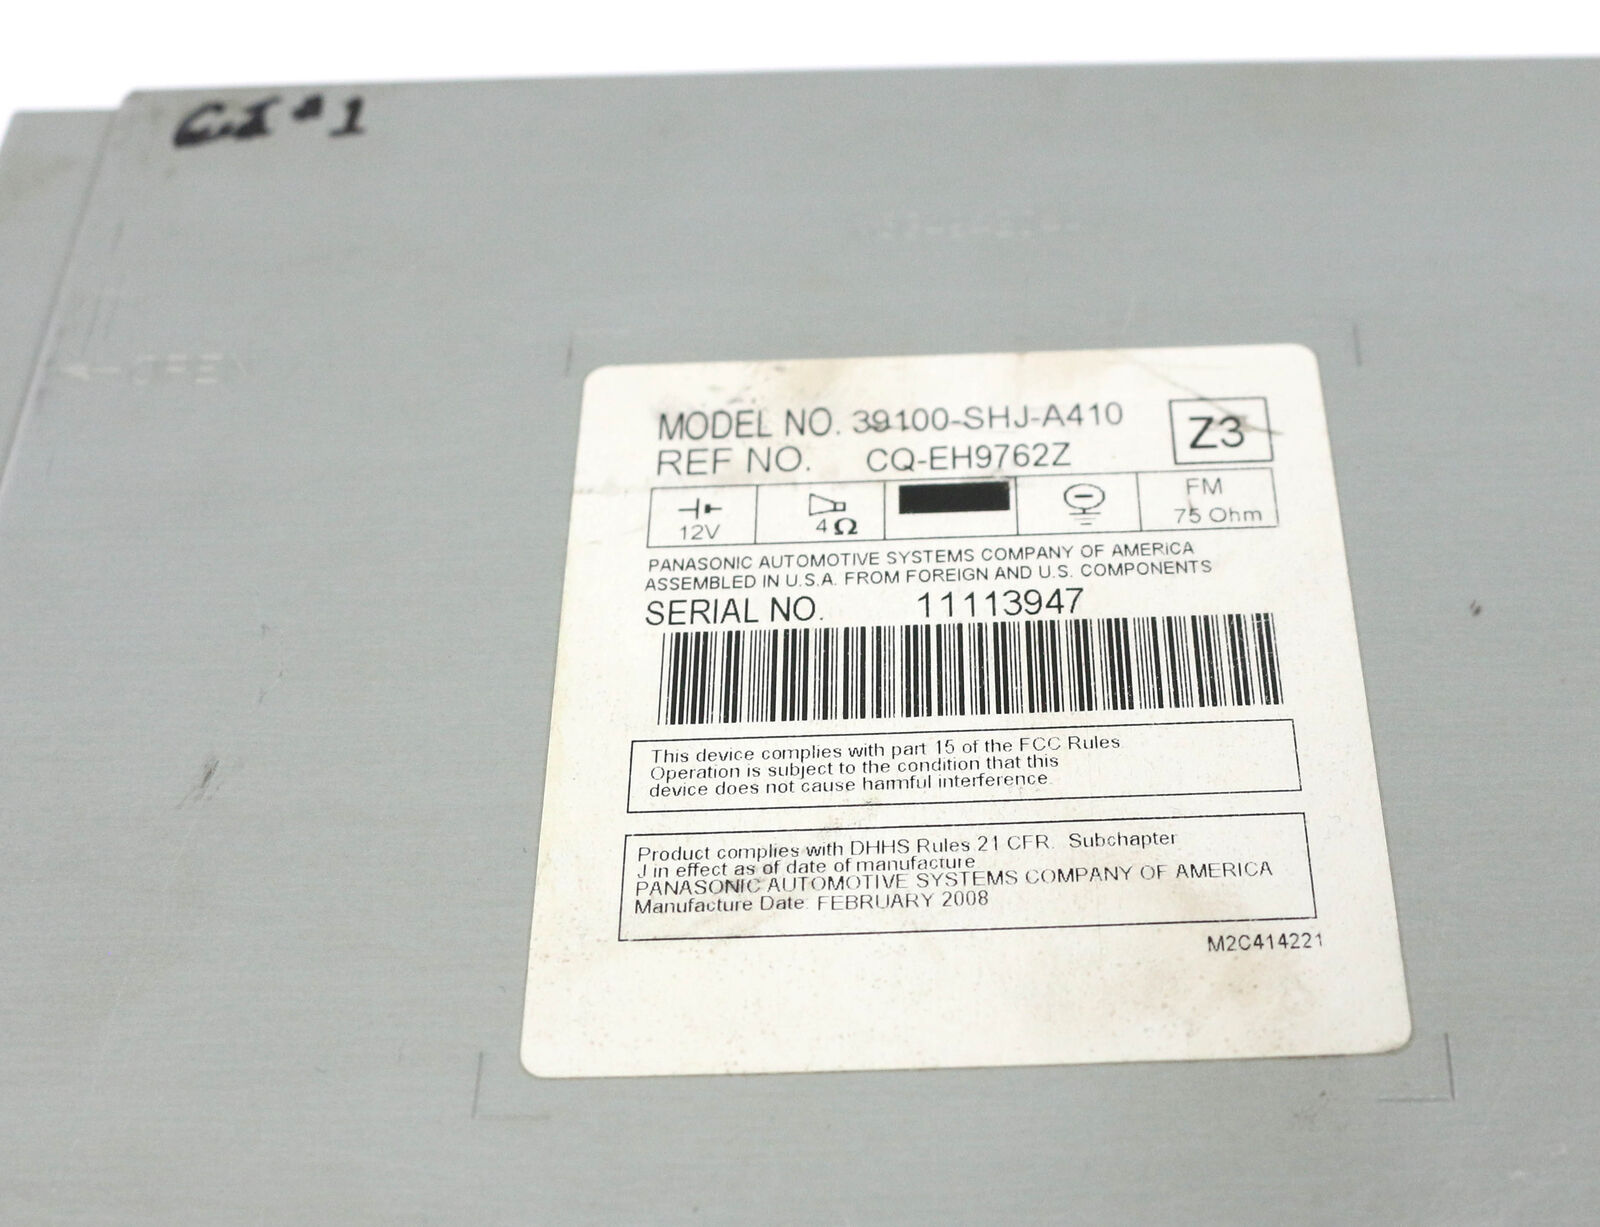 C.I #1
MODEL NO. 39100-SHJ-A410
Z3
REF NO. CQ-EH9762Z
12V
4Ω
FM
75 Ohm
PANASONIC AUTOMOTIVE SYSTEMS COMPANY OF AMERICA
ASSEMBLED IN U.S.A. FROM FOREIGN AND U.S. COMPONENTS
SERIAL NO. 11113947
This device complies with part 15 of the FCC Rules
Operation is subject to the condition that this
device does not cause harmful interference.
Product complies with DHHS Rules 21 CFR. Subchapter
J in effect as of date of manufacture
PANASONIC AUTOMOTIVE SYSTEMS COMPANY OF AMERICA
Manufacture Date. FEBRUARY 2008
M2C414221